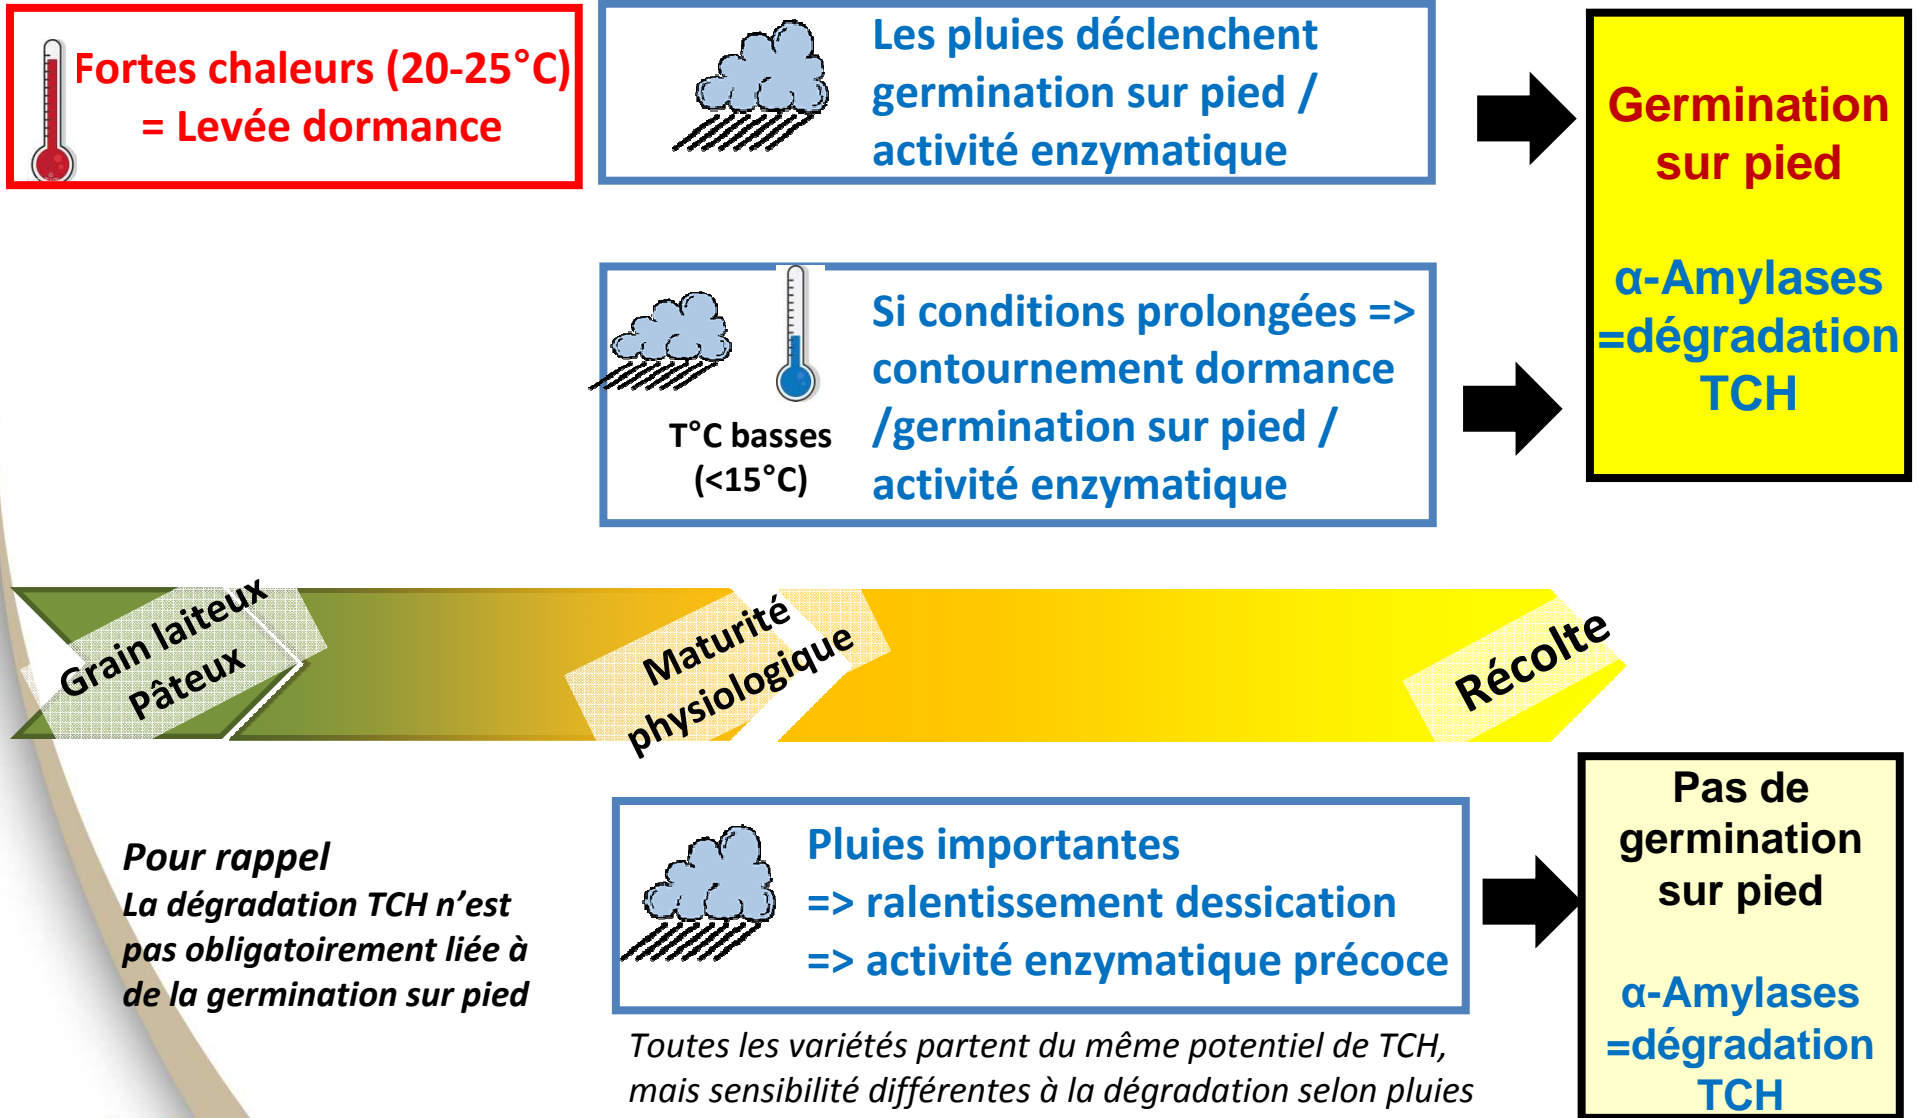 Fortes chaleurs (20-25°C)
= Levée dormance
Les pluies déclenchent
germination sur pied /
activité enzymatique
Germination
sur pied
α-Amylases
=dégradation
TCH
T°C basses
(<15°C)
Si conditions prolongées =>
contournement dormance
/germination sur pied /
activité enzymatique
Grain laiteux
Pâteux
Maturité
physiologique
Récolte
Pour rappel
La dégradation TCH n’est
pas obligatoirement liée à
de la germination sur pied
Pluies importantes
=> ralentissement dessication
=> activité enzymatique précoce
Pas de
germination
sur pied
α-Amylases
=dégradation
TCH
Toutes les variétés partent du même potentiel de TCH,
mais sensibilité différentes à la dégradation selon pluies